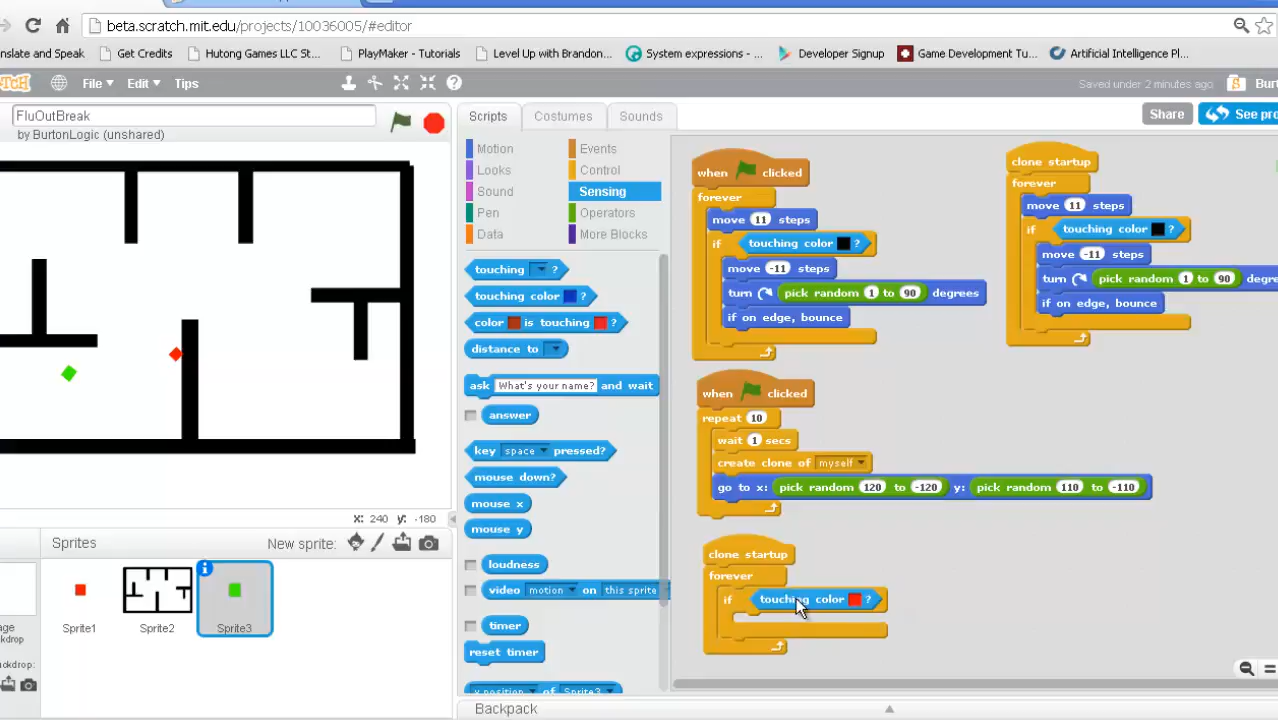 beta.scratch.mit.edu/projects/10036005/#editor
nslate and Speak Get Credits Hutong Games LLC St... PlayMaker - Tutorials Level Up with Brandon... System expressions - ... Developer Signup Game Development Tu... Artificial Intelligence Pl...
TCH File Edit Tips Saved under 2 minutes ago Burt
FluOutBreak
by BurtonLogic (unshared)
Scripts Costumes Sounds Share See pro
Motion Events
Looks Control
Sound Sensing
Pen Operators
Data More Blocks
touching ?
touching color ?
color is touching ?
distance to
ask What's your name? and wait
answer
key space pressed?
mouse down?
mouse x
mouse y
loudness
video motion on this sprite
timer
reset timer
x position of Sprite3
when clicked
forever
move 11 steps
if touching color ?
move -11 steps
turn pick random 1 to 90 degrees
if on edge, bounce
clone startup
forever
move 11 steps
if touching color ?
move -11 steps
turn pick random 1 to 90 degre
if on edge, bounce
when clicked
repeat 10
wait 1 secs
create clone of myself
go to x: pick random 120 to -120 y: pick random 110 to -110
clone startup
forever
if touching color ?
X: 240 y: -180
Sprites New sprite:
Sprite1 Sprite2 Sprite3
age
ckdrop
ckdrop:
Backpack